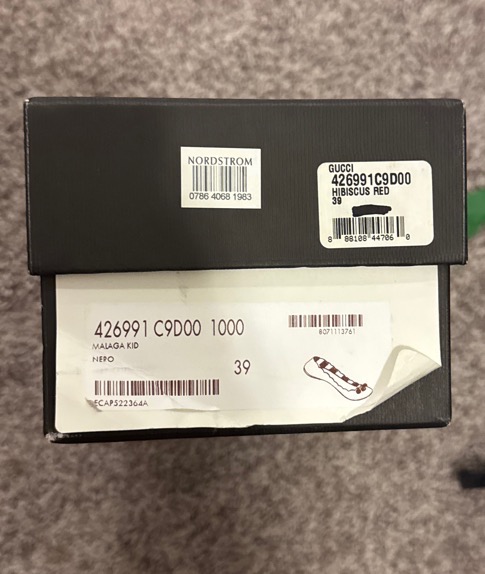 NORDSTROM
0786 4068 1983
GUCCI
426991C9D00
HIBISCUS RED
39
8 88108 44706 0
426991 C9D00 1000
8071113761
MALAGA KID
NERO
39
ECAP522364A